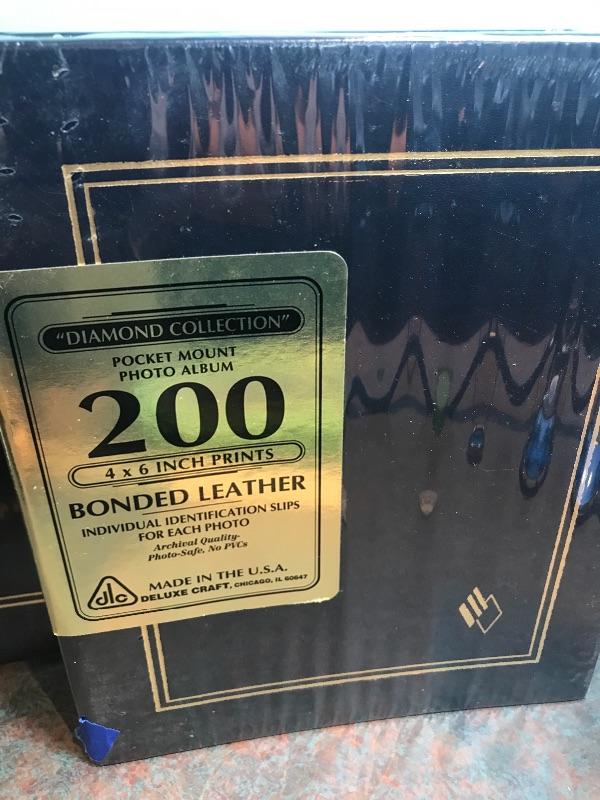 "DIAMOND COLLECTION"
POCKET MOUNT
PHOTO ALBUM
200
4 x 6 INCH PRINTS
BONDED LEATHER
INDIVIDUAL IDENTIFICATION SLIPS
FOR EACH PHOTO
Archival Quality-
Photo-Safe, No PVCs
dlc
MADE IN THE U.S.A.
DELUXE CRAFT, CHICAGO, IL 60647